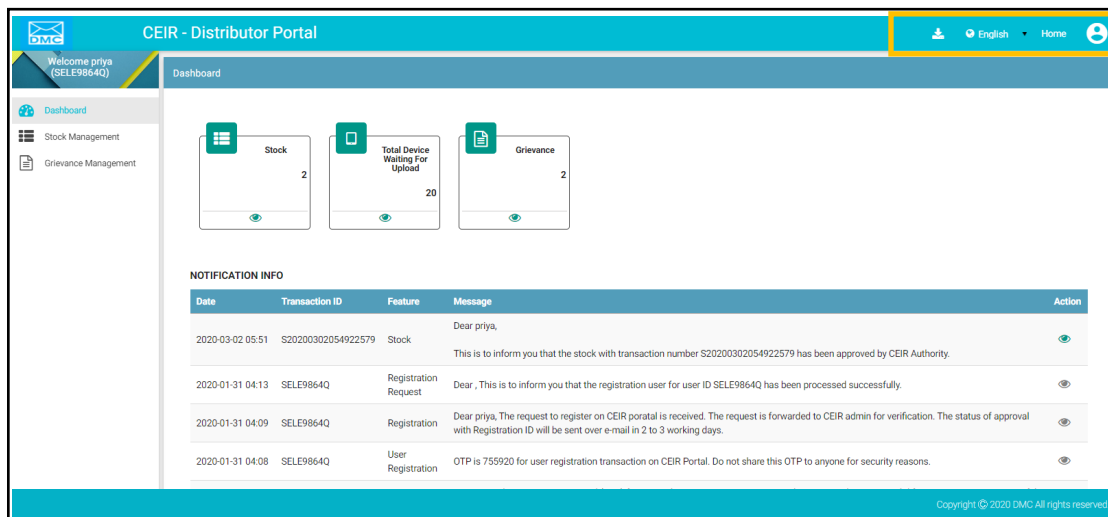 DMC
CEIR - Distributor Portal
English
Home
Welcome priya
(SELE9864Q)
Dashboard
Dashboard
Stock Management
Grievance Management
Stock
2
Total Device
Waiting For
Upload
20
Grievance
2
NOTIFICATION INFO
Date Transaction ID Feature Message Action
2020-03-02 05:51 S20200302054922579 Stock
Dear priya,
This is to inform you that the stock with transaction number S20200302054922579 has been approved by CEIR Authority.
2020-01-31 04:13 SELE9864Q
Registration
Request
Dear , This is to inform you that the registration user for user ID SELE9864Q has been processed successfully.
2020-01-31 04:09 SELE9864Q Registration
Dear priya, The request to register on CEIR poratal is received. The request is forwarded to CEIR admin for verification. The status of approval
with Registration ID will be sent over e-mail in 2 to 3 working days.
2020-01-31 04:08 SELE9864Q
User
Registration
OTP is 755920 for user registration transaction on CEIR Portal. Do not share this OTP to anyone for security reasons.
Copyright © 2020 DMC All rights reserved.